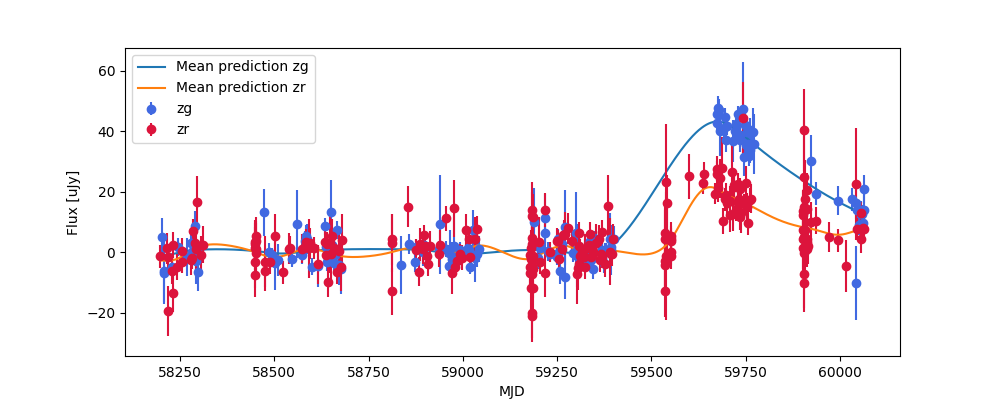 Mean prediction zg
Mean prediction zr
zg
zr
Flux [uJy]
60
40
20
0
−20
58250 58500 58750 59000 59250 59500 59750 60000
MJD